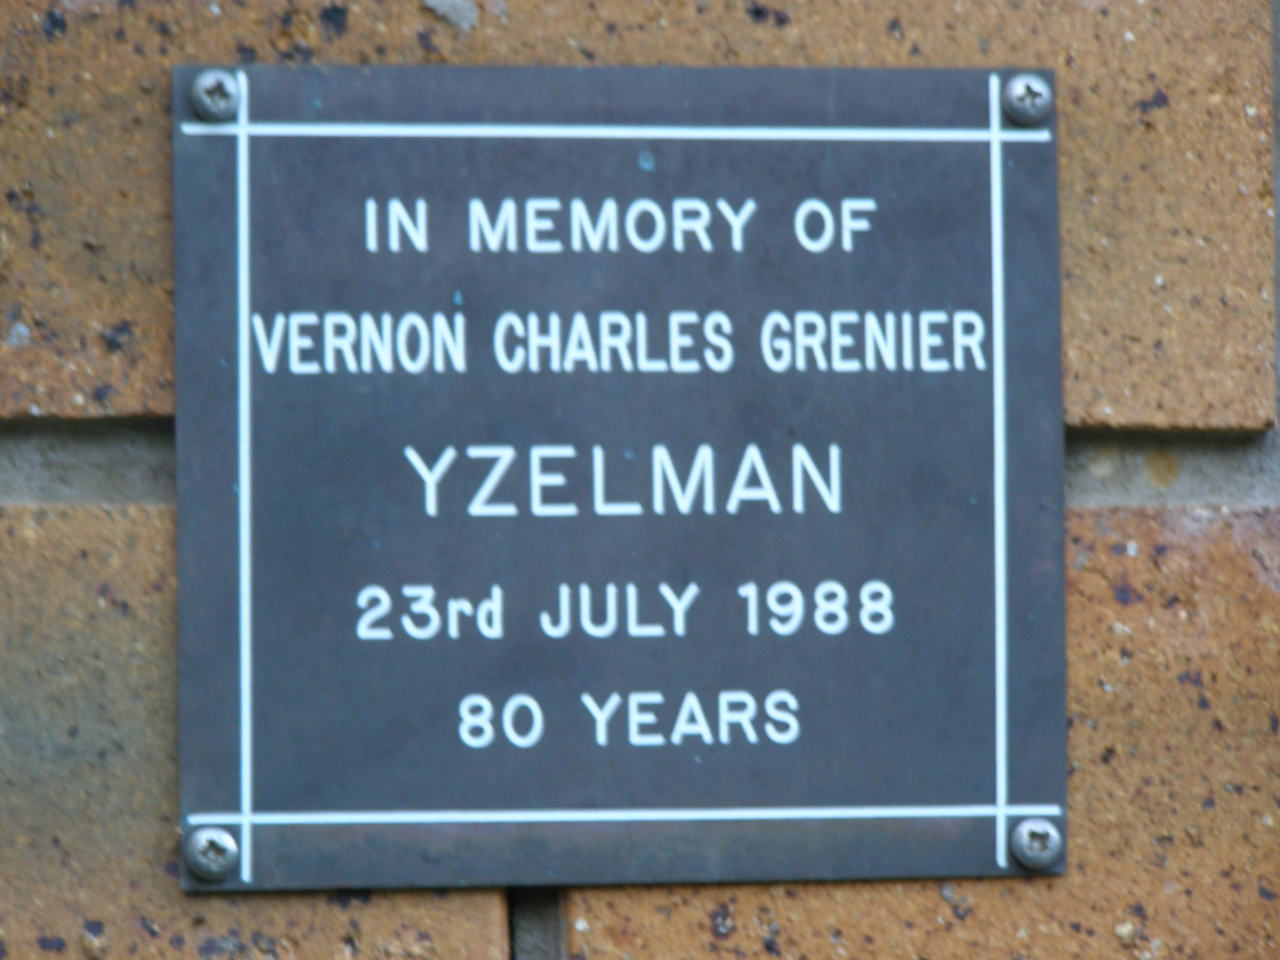 IN MEMORY OF
VERNON CHARLES GRENIER
YZELMAN
23rd JULY 1988
80 YEARS